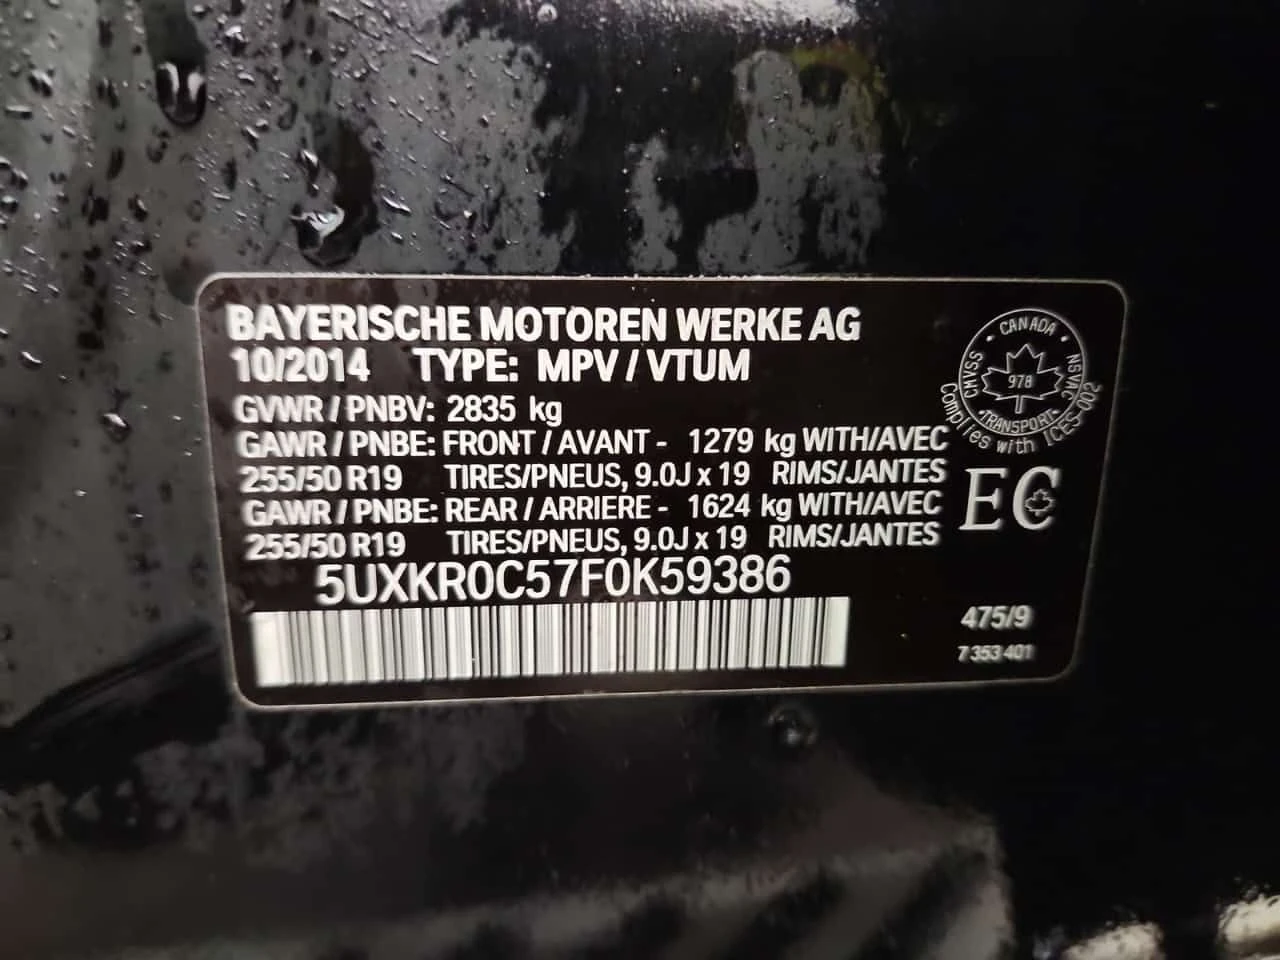 BAYERISCHE MOTOREN WERKE AG
10/2014 TYPE: MPV / VTUM
GVWR / PNBV: 2835 kg
GAWR / PNBE: FRONT / AVANT - 1279 kg WITH/AVEC
255/50 R19 TIRES/PNEUS, 9.0J x 19 RIMS/JANTES
GAWR / PNBE: REAR / ARRIERE - 1624 kg WITH/AVEC
255/50 R19 TIRES/PNEUS, 9.0J x 19 RIMS/JANTES
5UXKR0C57F0K59386
CANADA
CMVSS
978
NSVAC
TRANSPORT
Complies with ICES-002
EC
475/9
7 353 401